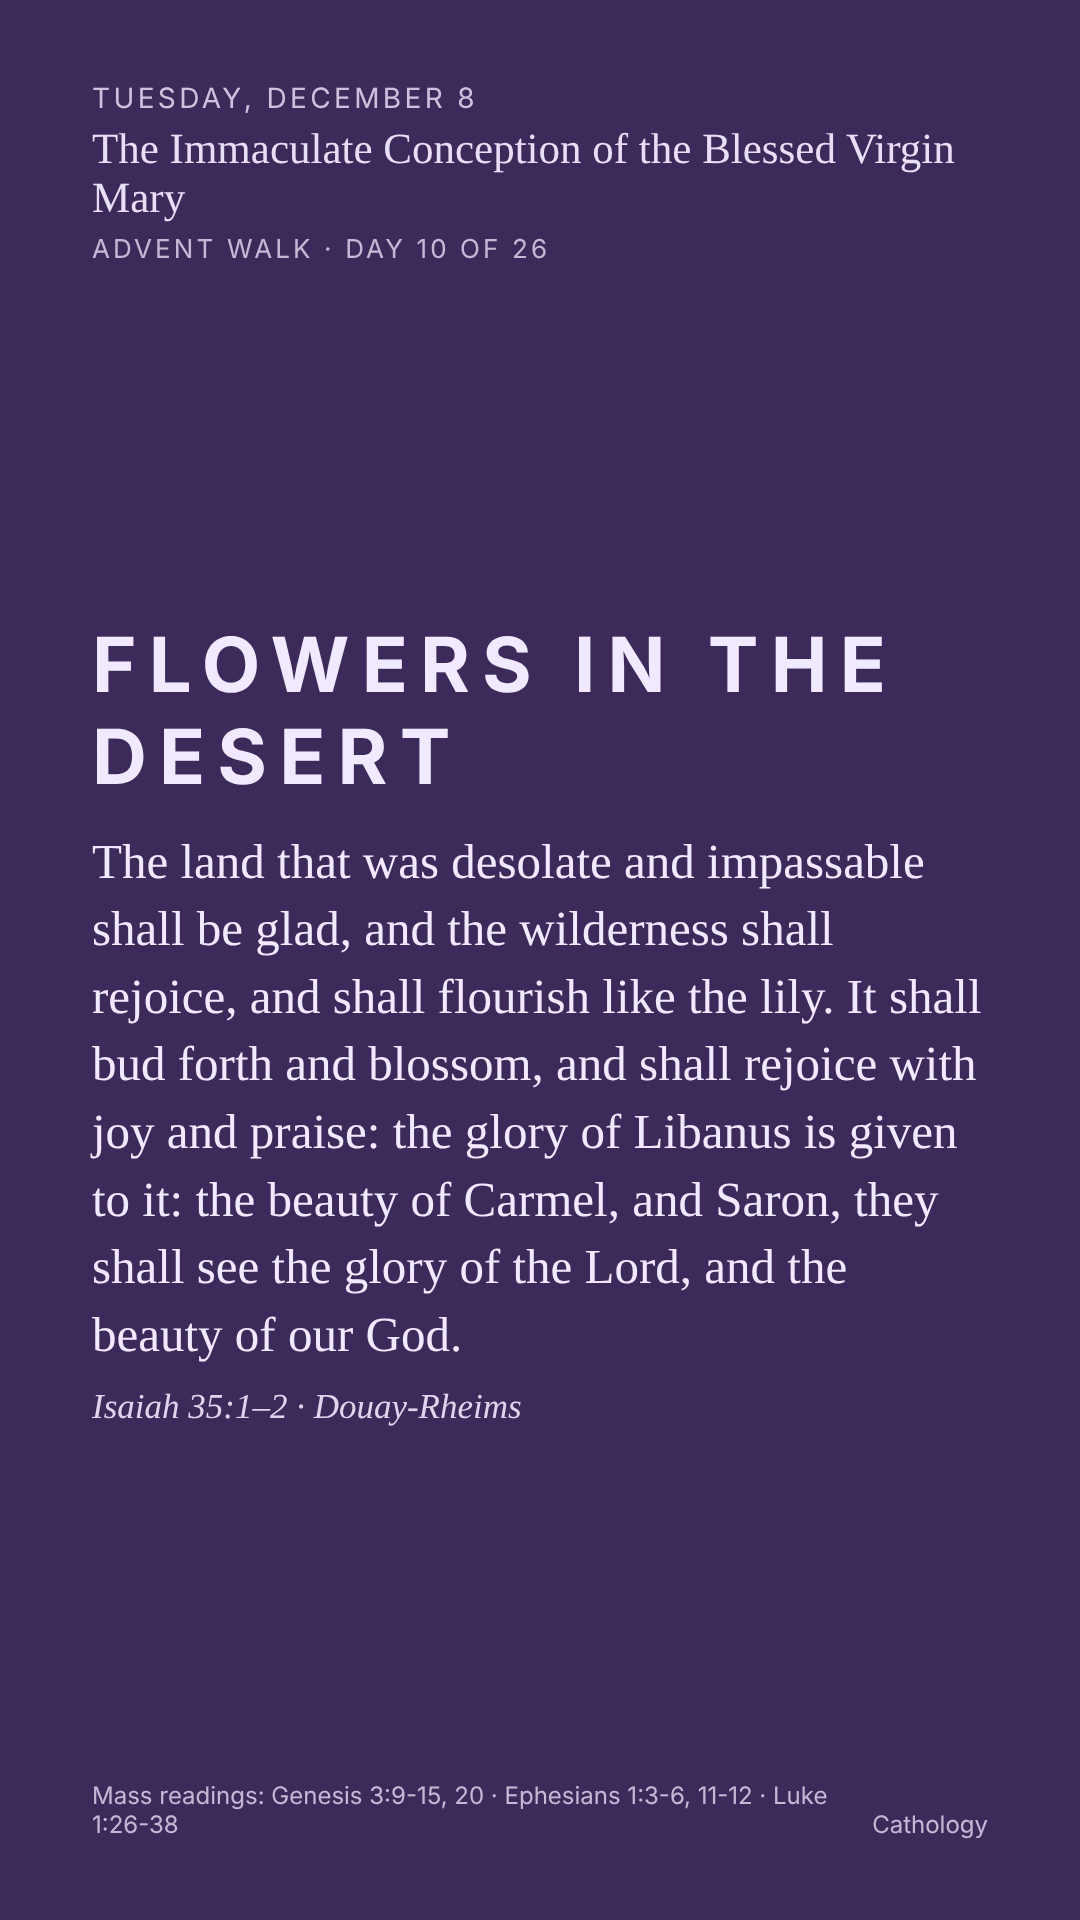 TUESDAY, DECEMBER 8
The Immaculate Conception of the Blessed Virgin
Mary
ADVENT WALK · DAY 10 OF 26
FLOWERS IN THE
DESERT
The land that was desolate and impassable
shall be glad, and the wilderness shall
rejoice, and shall flourish like the lily. It shall
bud forth and blossom, and shall rejoice with
joy and praise: the glory of Libanus is given
to it: the beauty of Carmel, and Saron, they
shall see the glory of the Lord, and the
beauty of our God.
Isaiah 35:1–2 · Douay-Rheims
Mass readings: Genesis 3:9-15, 20 · Ephesians 1:3-6, 11-12 · Luke
1:26-38
Cathology